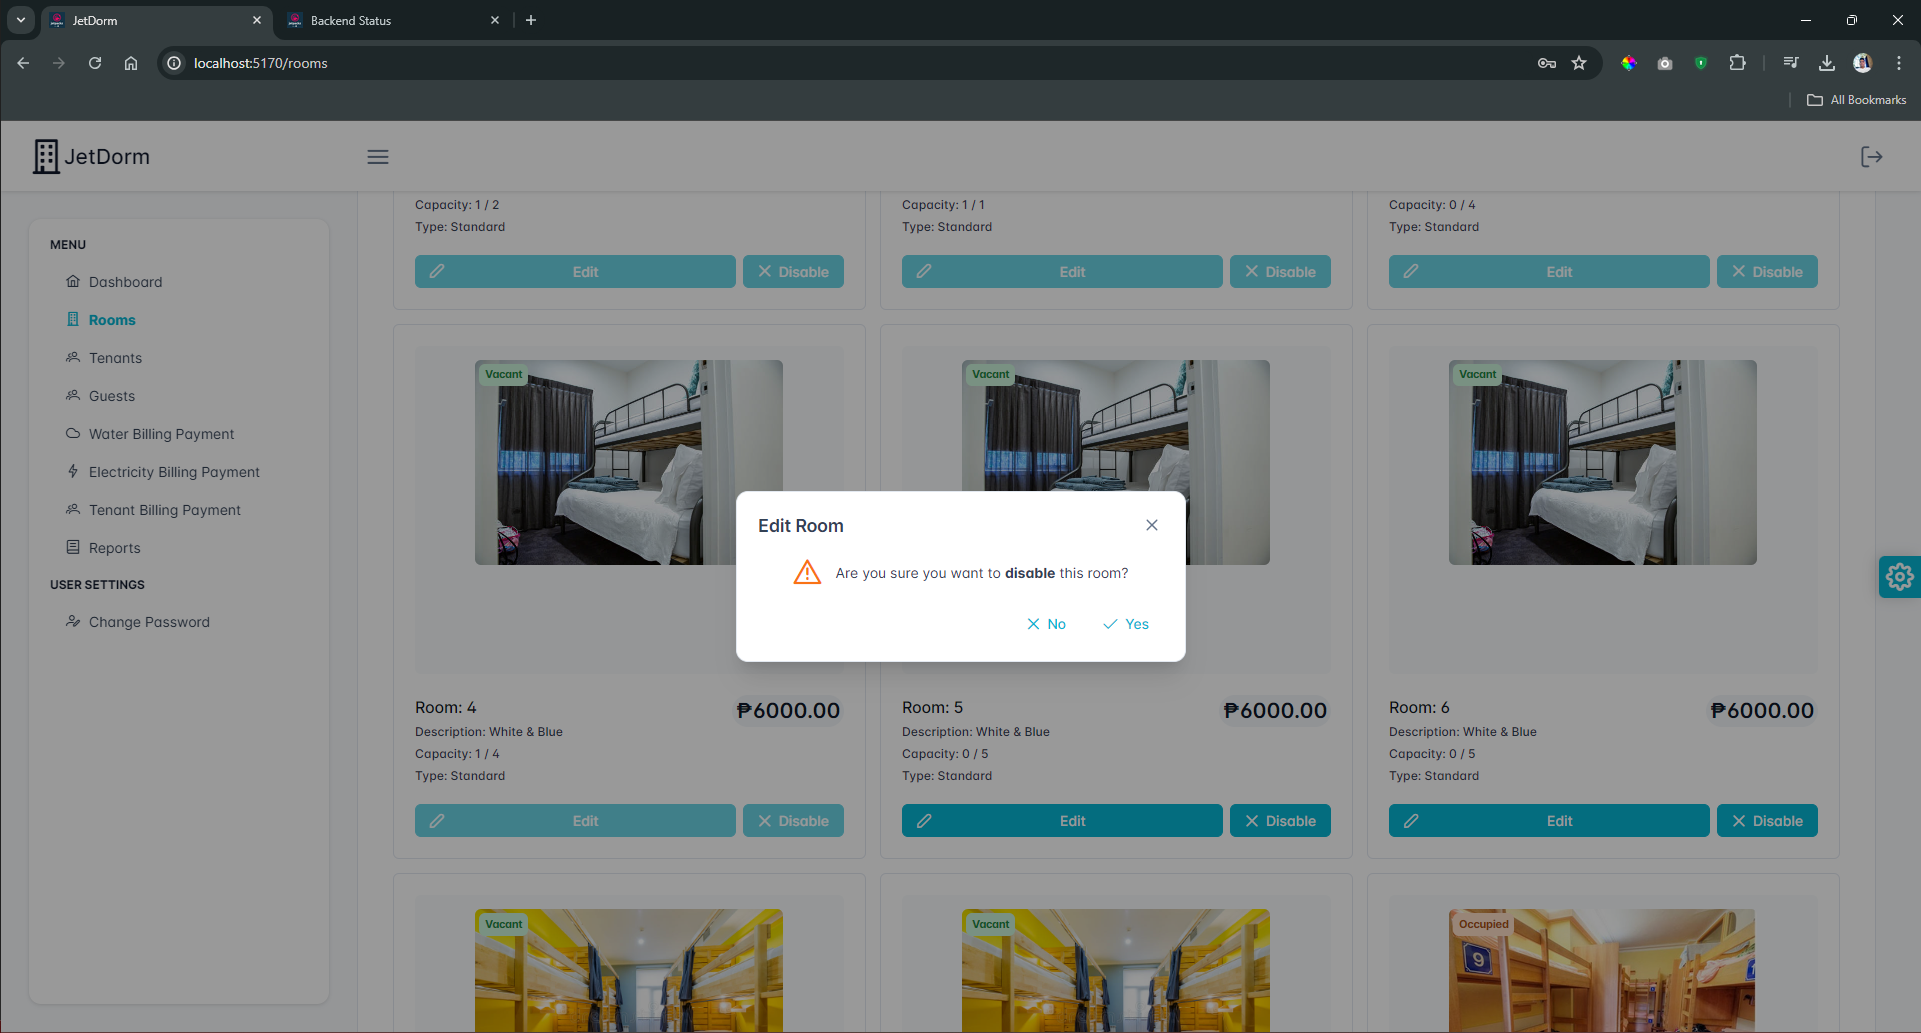 JetDorm
Backend Status
localhost:5170/rooms
All Bookmarks
JetDorm
MENU
Dashboard
Rooms
Tenants
Guests
Water Billing Payment
Electricity Billing Payment
Tenant Billing Payment
Reports
USER SETTINGS
Change Password
Capacity: 1 / 2
Type: Standard
Edit
Disable
Capacity: 1 / 1
Type: Standard
Edit
Disable
Capacity: 0 / 4
Type: Standard
Edit
Disable
Vacant
Vacant
Vacant
Edit Room
Are you sure you want to disable this room?
No
Yes
Room: 4
₱6000.00
Description: White & Blue
Capacity: 1 / 4
Type: Standard
Edit
Disable
Room: 5
₱6000.00
Description: White & Blue
Capacity: 0 / 5
Type: Standard
Edit
Disable
Room: 6
₱6000.00
Description: White & Blue
Capacity: 0 / 5
Type: Standard
Edit
Disable
Vacant
Vacant
Occupied
9